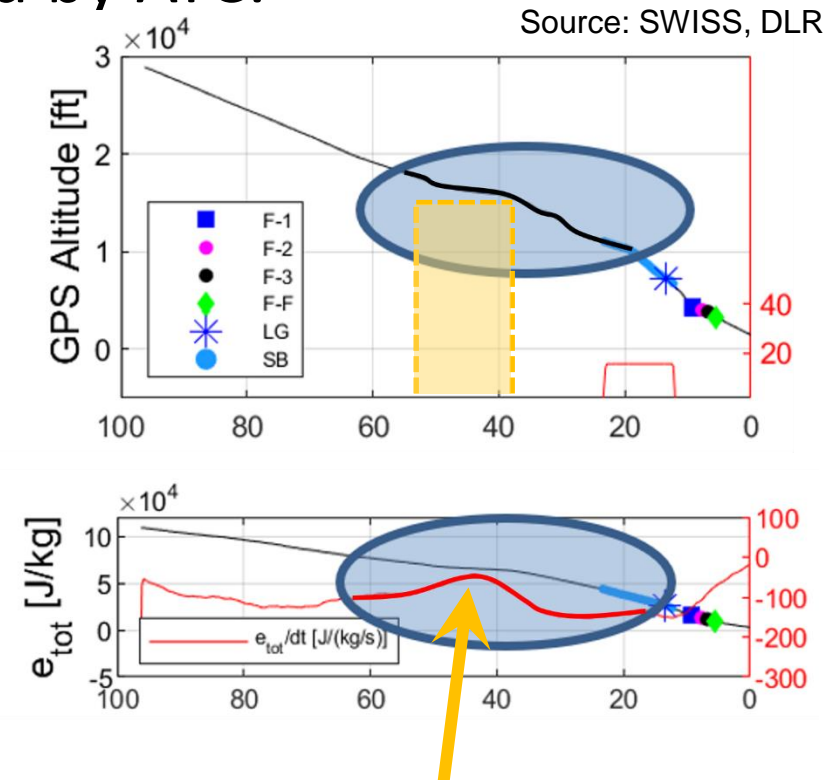 Source: SWISS, DLR
×10⁴
GPS Altitude [ft]
3
2
1
0
F-1
F-2
F-3
F-F
LG
SB
40
20
100 80 60 40 20 0
×10⁴
e_tot [J/kg]
10
5
0
-5
e_tot/dt [J/(kg/s)]
100
0
-100
-200
-300
100 80 60 40 20 0